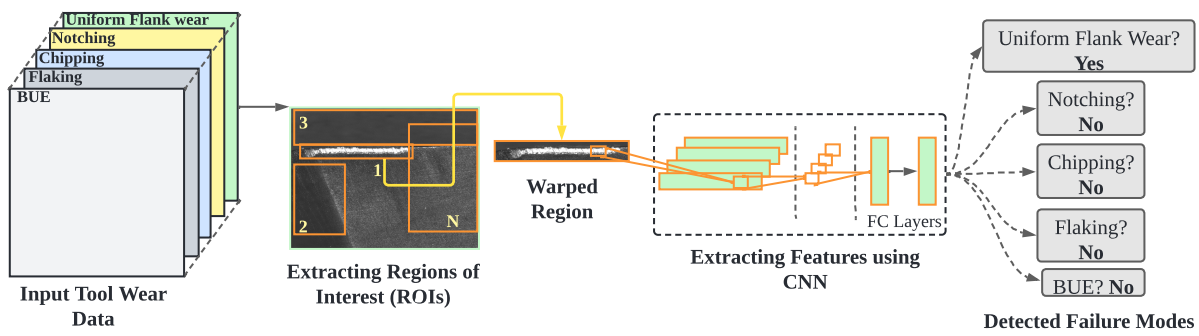 Uniform Flank wear
Notching
Chipping
Flaking
BUE
Input Tool Wear
Data
3
1
2
N
Extracting Regions of
Interest (ROIs)
Warped
Region
FC Layers
Extracting Features using
CNN
Uniform Flank Wear?
Yes
Notching?
No
Chipping?
No
Flaking?
No
BUE? No
Detected Failure Modes